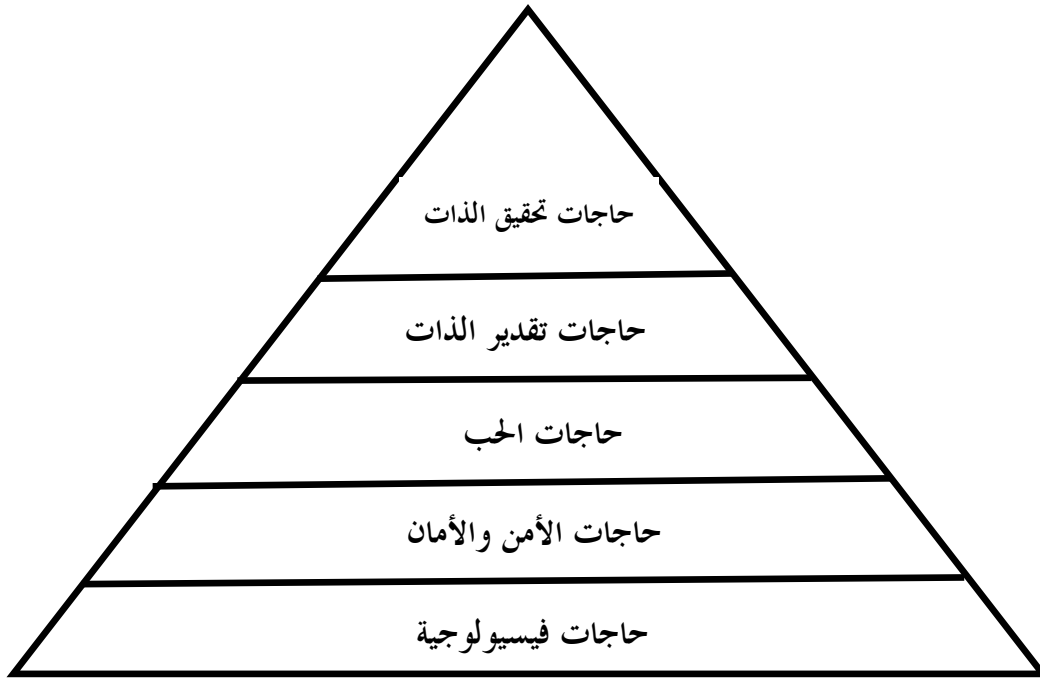 حاجات تحقيق الذات
حاجات تقدير الذات
حاجات الحب
حاجات الأمن والأمان
حاجات فيسيولوجية